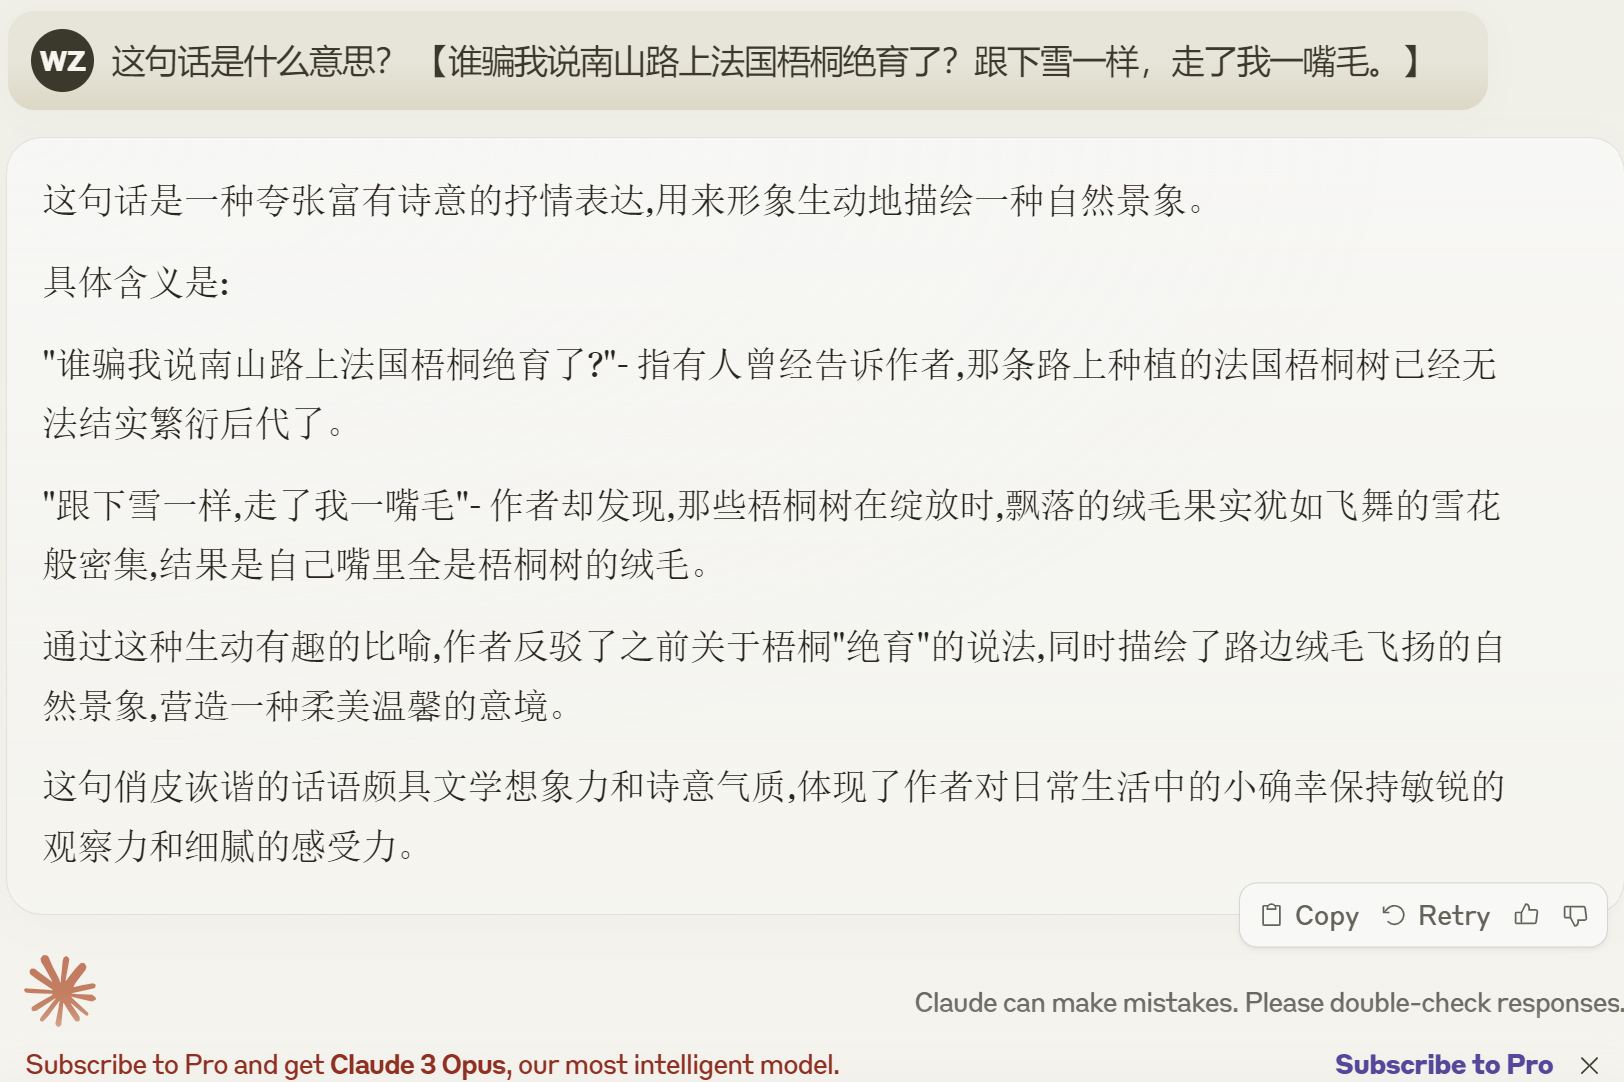 WZ 这句话是什么意思？ 【谁骗我说南山路上法国梧桐绝育了？跟下雪一样，走了我一嘴毛。】
这句话是一种夸张富有诗意的抒情表达,用来形象生动地描绘一种自然景象。
具体含义是:
"谁骗我说南山路上法国梧桐绝育了?"- 指有人曾经告诉作者,那条路上种植的法国梧桐树已经无
法结实繁衍后代了。
"跟下雪一样,走了我一嘴毛"- 作者却发现,那些梧桐树在绽放时,飘落的绒毛果实犹如飞舞的雪花
般密集,结果是自己嘴里全是梧桐树的绒毛。
通过这种生动有趣的比喻,作者反驳了之前关于梧桐"绝育"的说法,同时描绘了路边绒毛飞扬的自
然景象,营造一种柔美温馨的意境。
这句俏皮诙谐的话语颇具文学想象力和诗意气质,体现了作者对日常生活中的小确幸保持敏锐的
观察力和细腻的感受力。
Copy Retry
Claude can make mistakes. Please double-check responses.
Subscribe to Pro and get Claude 3 Opus, our most intelligent model. Subscribe to Pro